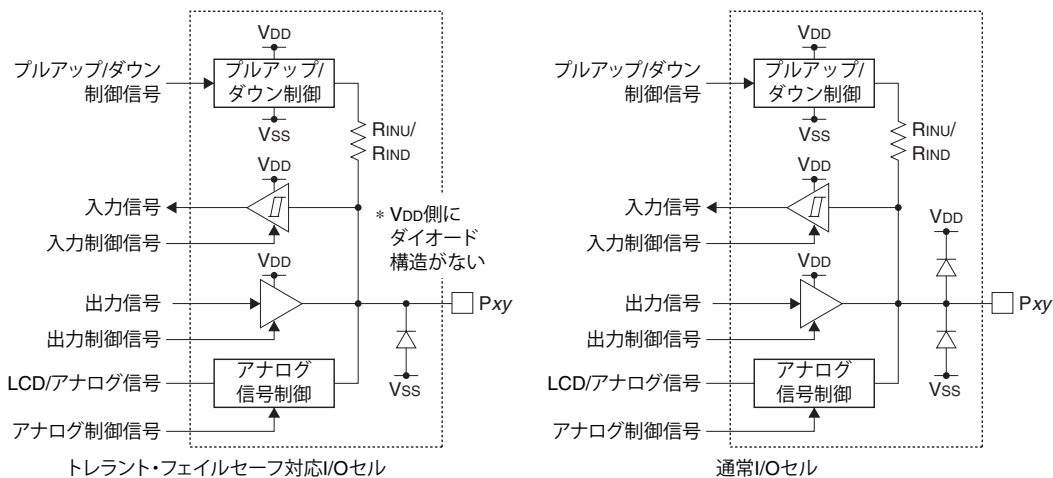 VDD
プルアップ/ダウン
制御信号
プルアップ/
ダウン制御
VSS
RINU/
RIND
VDD
入力信号
入力制御信号
* VDD側に
ダイオード
構造がない
VDD
出力信号
出力制御信号
Pxy
LCD/アナログ信号
アナログ
信号制御
VSS
アナログ制御信号
トレラント・フェイルセーフ対応I/Oセル
VDD
プルアップ/ダウン
制御信号
プルアップ/
ダウン制御
VSS
RINU/
RIND
VDD
入力信号
入力制御信号
VDD
VDD
出力信号
出力制御信号
Pxy
LCD/アナログ信号
アナログ
信号制御
VSS
アナログ制御信号
通常I/Oセル